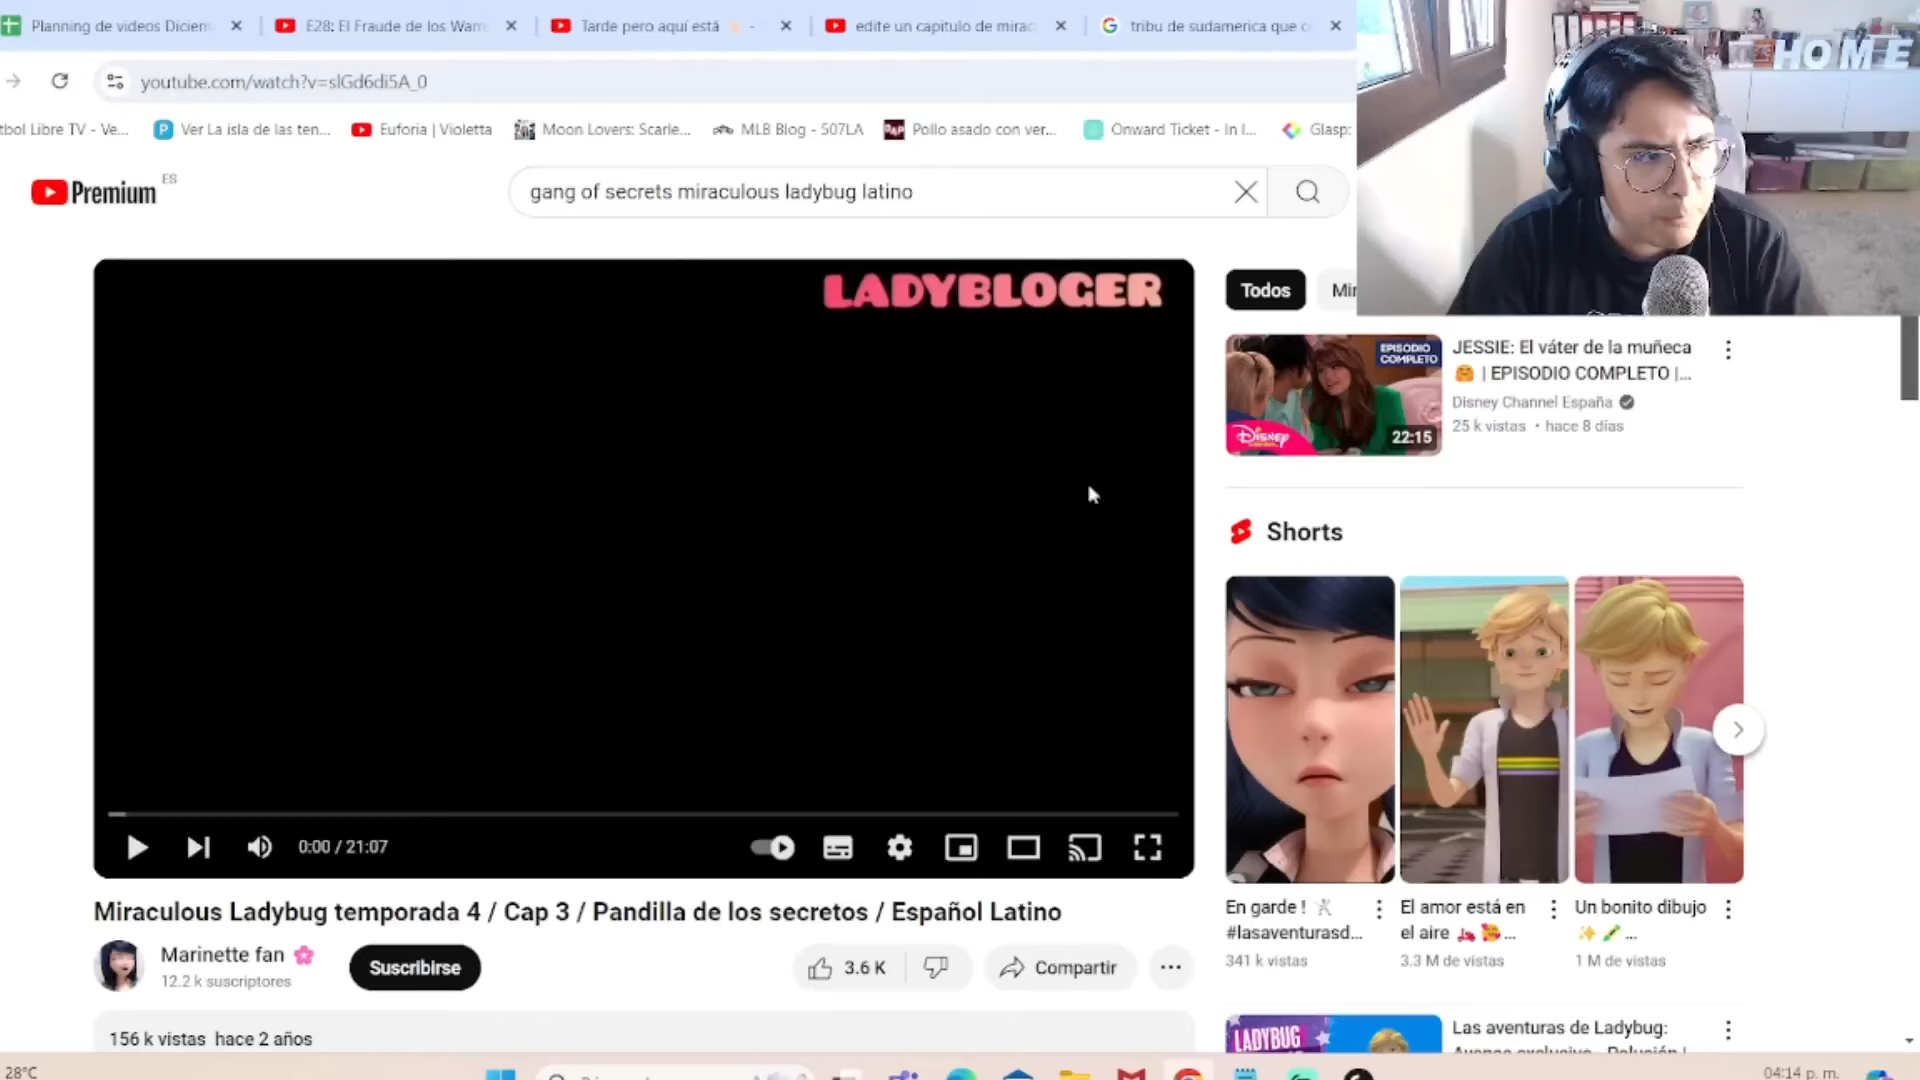 Planning de videos Diciem
E28: El Fraude de los Warre
Tarde pero aquí está
edite un capitulo de mirac
tribu de sudamerica que c
youtube.com/watch?v=slGd6di5A_0
tbol Libre TV - Ve...
Ver La isla de las ten...
Euforia | Violetta
Moon Lovers: Scarle...
MLB Blog - 507LA
Pollo asado con ver...
Onward Ticket - In I...
Glasp:
HOME
Premium ES
gang of secrets miraculous ladybug latino
LADYBLOGER
Todos
Mir
EPISODIO
COMPLETO
Disney
22:15
JESSIE: El váter de la muñeca
🤗 | EPISODIO COMPLETO |...
Disney Channel España
25 k vistas • hace 8 días
Shorts
0:00 / 21:07
Miraculous Ladybug temporada 4 / Cap 3 / Pandilla de los secretos / Español Latino
Marinette fan 🌸
12.2 k suscriptores
Suscribirse
3.6 K
Compartir
156 k vistas hace 2 años
En garde ! 🤺
#lasaventurasd...
341 k vistas
El amor está en
el aire 🛵 🥰...
3.3 M de vistas
Un bonito dibujo
✨ 🖍️...
1 M de vistas
LADYBUG
Las aventuras de Ladybug:
28°C
04:14 p. m.